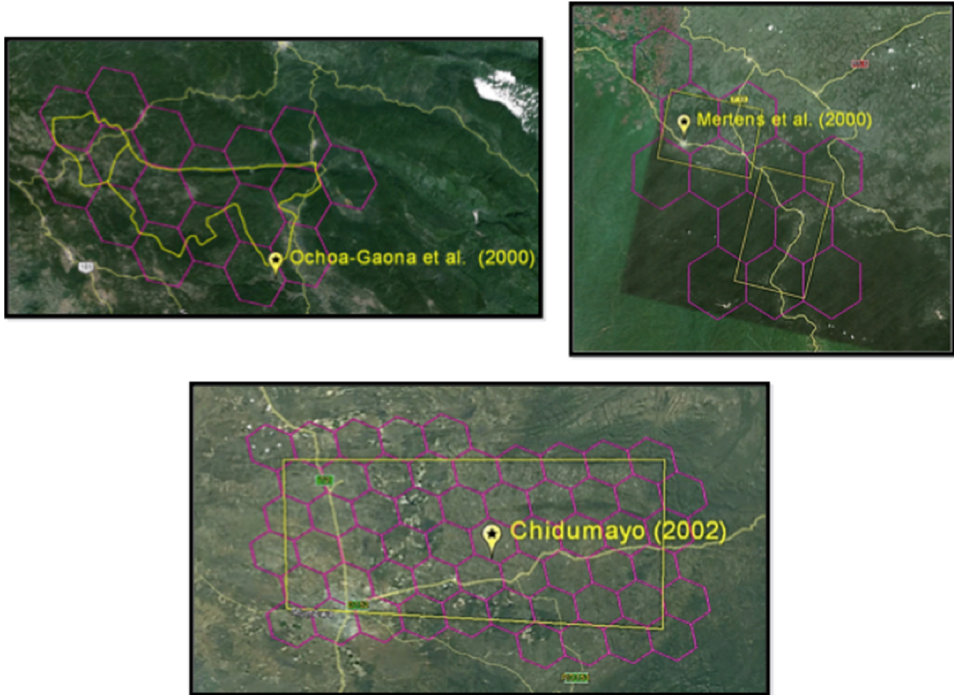 Ochoa-Gaona et al. (2000)
Mertens et al. (2000)
Chidumayo (2002)